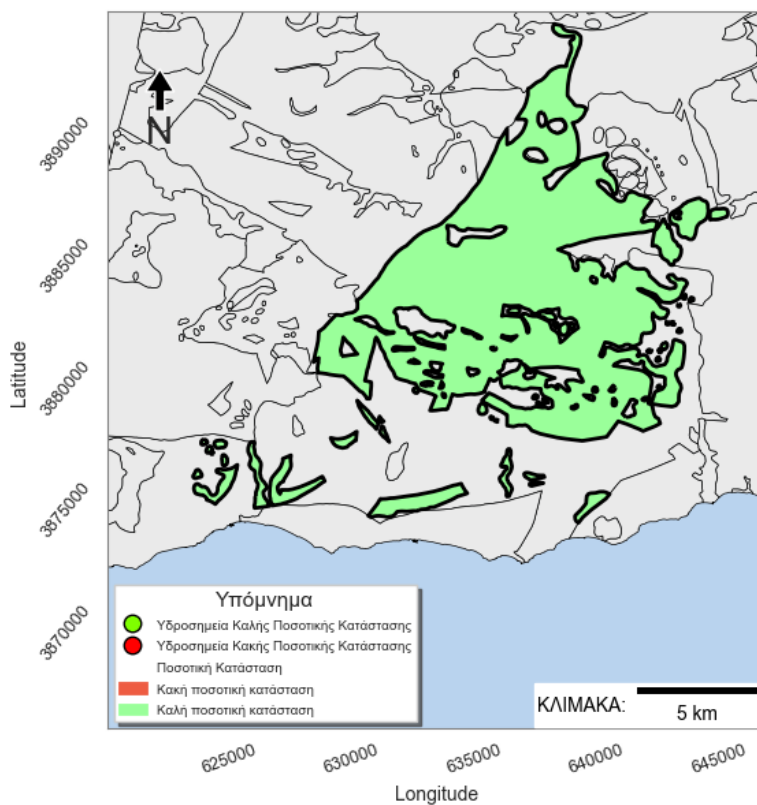 N
3890000
3885000
3880000
3875000
3870000
Latitude
Υπόμνημα
Υδροσημεία Καλής Ποσοτικής Κατάστασης
Υδροσημεία Κακής Ποσοτικής Κατάστασης
Ποσοτική Κατάσταση
Κακή ποσοτική κατάσταση
Καλή ποσοτική κατάσταση
ΚΛΙΜΑΚΑ:
5 km
625000
630000
635000
640000
645000
Longitude